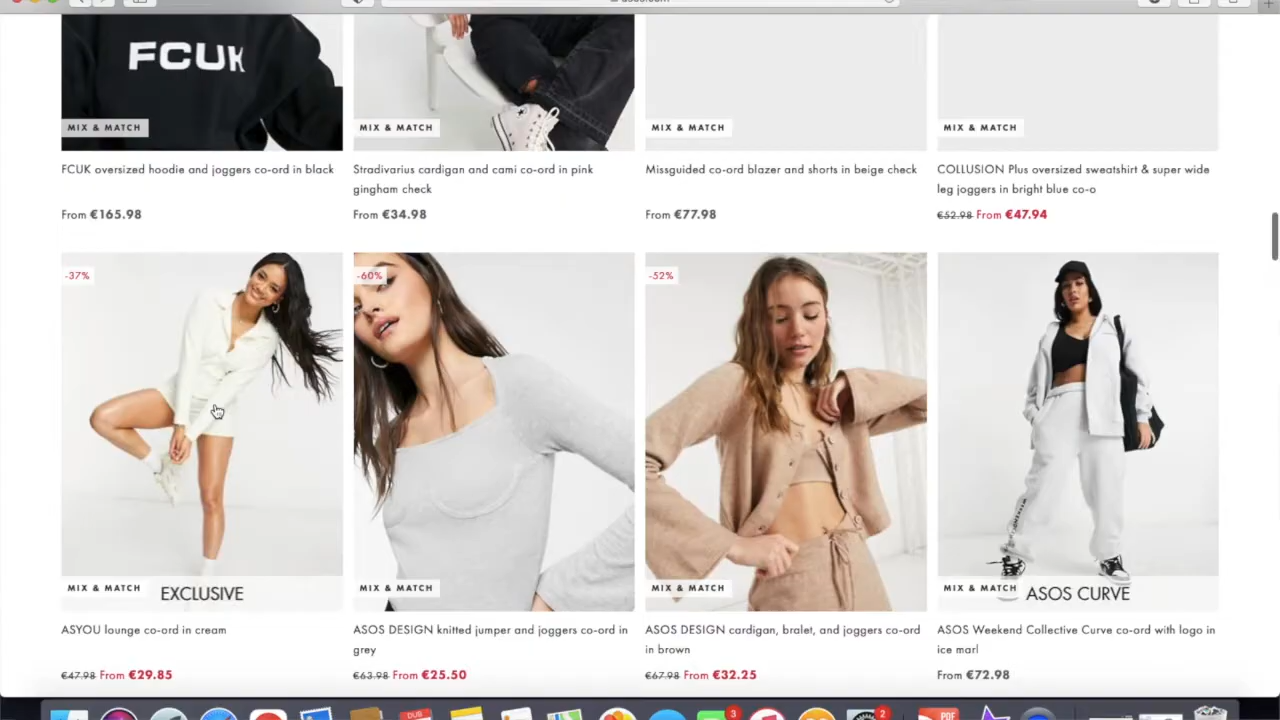 FCUK
MIX & MATCH
MIX & MATCH
MIX & MATCH
MIX & MATCH
FCUK oversized hoodie and joggers co-ord in black
From €165.98
Stradivarius cardigan and cami co-ord in pink
gingham check
From €34.98
Missguided co-ord blazer and shorts in beige check
From €77.98
COLLUSION Plus oversized sweatshirt & super wide
leg joggers in bright blue co-o
€52.98 From €47.94
-37%
MIX & MATCH
EXCLUSIVE
ASYOU lounge co-ord in cream
€47.98 From €29.85
-60%
MIX & MATCH
ASOS DESIGN knitted jumper and joggers co-ord in
grey
€63.98 From €25.50
-52%
MIX & MATCH
ASOS DESIGN cardigan, bralet, and joggers co-ord
in brown
€67.98 From €32.25
MIX & MATCH
ASOS CURVE
ASOS Weekend Collective Curve co-ord with logo in
ice marl
From €72.98
DUB
3
2
PDF